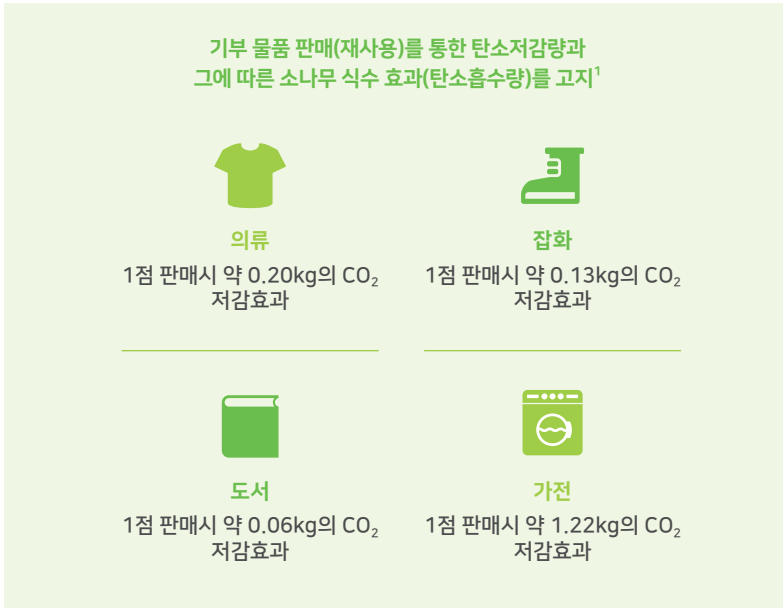 기부 물품 판매(재사용)를 통한 탄소저감량과
그에 따른 소나무 식수 효과(탄소흡수량)를 고지¹
의류
1점 판매시 약 0.20kg의 CO₂
저감효과
잡화
1점 판매시 약 0.13kg의 CO₂
저감효과
도서
1점 판매시 약 0.06kg의 CO₂
저감효과
가전
1점 판매시 약 1.22kg의 CO₂
저감효과